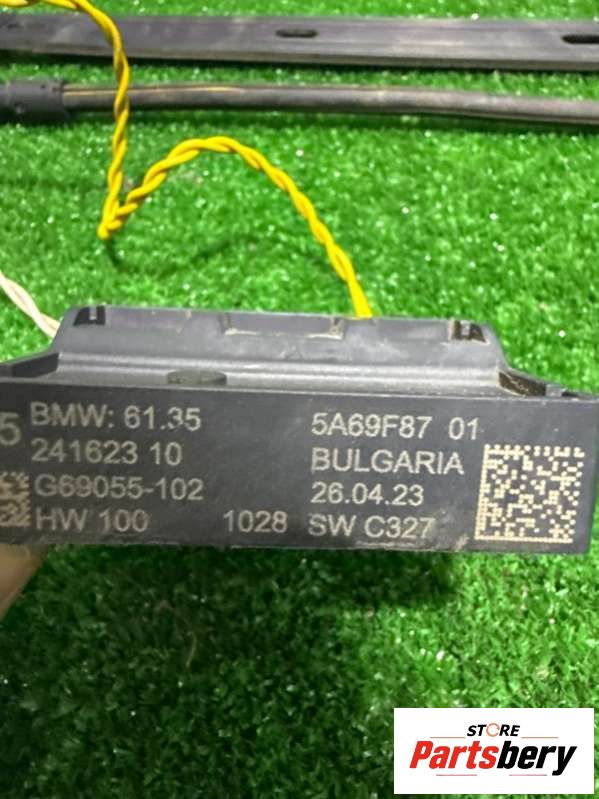 5 BMW: 61.35 5A69F87 01
241623 10 BULGARIA
G69055-102 26.04.23
HW 100 1028 SW C327
STORE
Partsbery